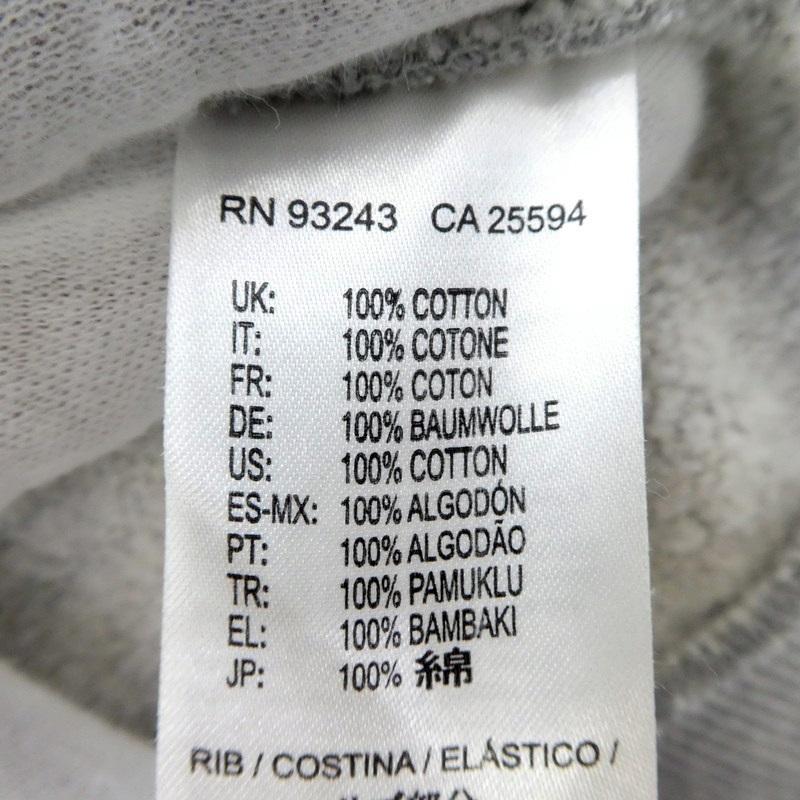 RN 93243 CA 25594
UK: 100% COTTON
IT: 100% COTONE
FR: 100% COTON
DE: 100% BAUMWOLLE
US: 100% COTTON
ES-MX: 100% ALGODÓN
PT: 100% ALGODÃO
TR: 100% PAMUKLU
EL: 100% BAMBAKI
JP: 100% 綿
RIB / COSTINA / ELÁSTICO /